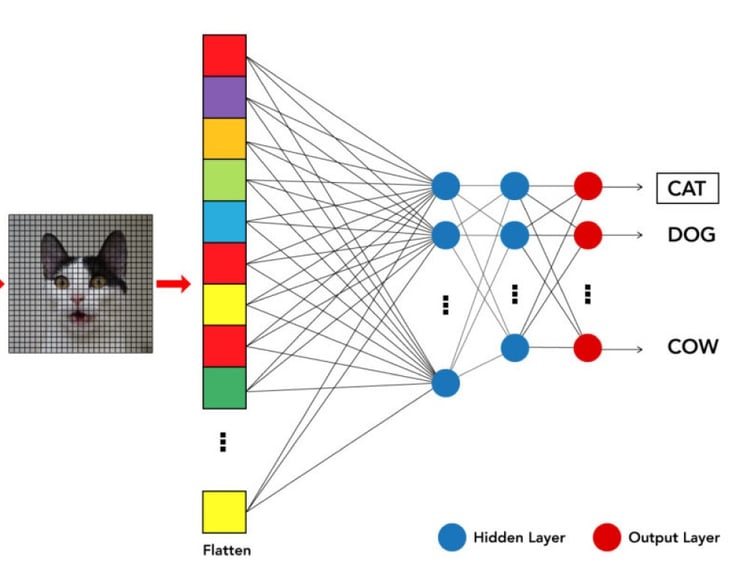 CAT
DOG
COW
Flatten
Hidden Layer
Output Layer